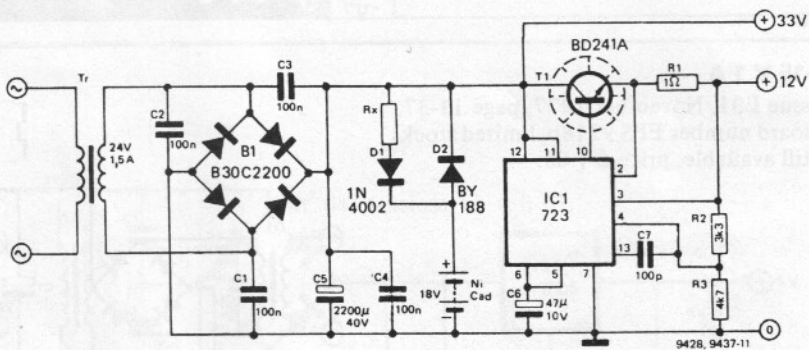 33V
BD241A
C3
R1
Tr
T1
1Ω
12V
100n
Rx
C2
24V
1,5A
100n
B1
D1
D2
12
11
10
2
B30C2200
1N
4002
BY
188
IC1
723
3
4
R2
3k3
13
C7
C1
C5
C4
Ni
Cad
18V
6
5
7
100p
R3
4k7
100n
2200µ
40V
100n
C6
47µ
10V
0
9428, 9437-11